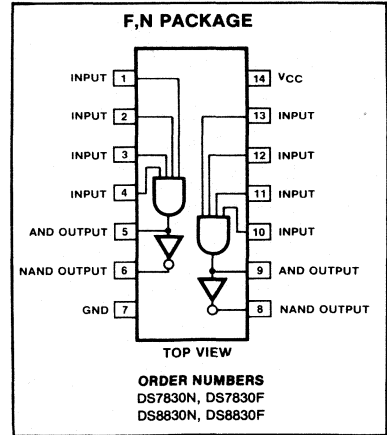 F,N PACKAGE
INPUT 1 14 VCC
INPUT 2 13 INPUT
INPUT 3 12 INPUT
INPUT 4 11 INPUT
10 INPUT
AND OUTPUT 5
NAND OUTPUT 6 9 AND OUTPUT
GND 7 8 NAND OUTPUT
TOP VIEW
ORDER NUMBERS
DS7830N, DS7830F
DS8830N, DS8830F